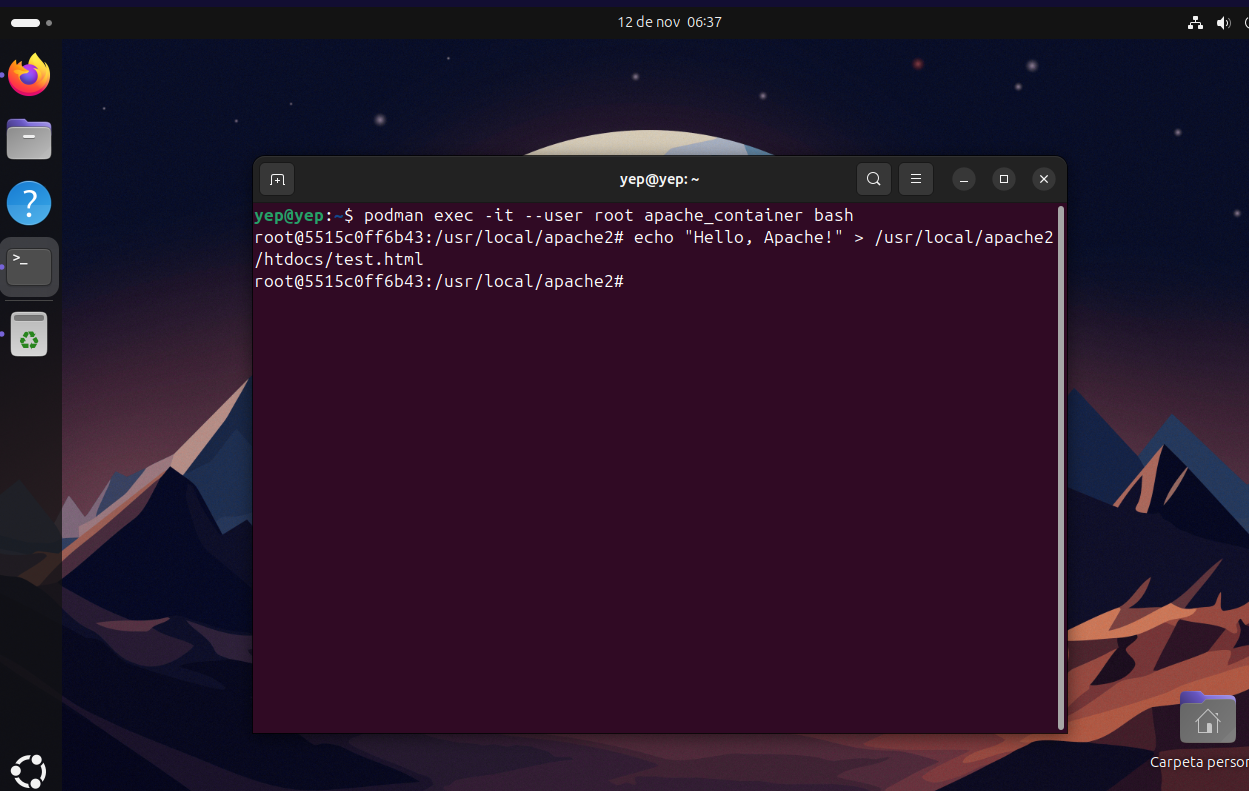 12 de nov 06:37
yep@yep: ~
yep@yep:~$ podman exec -it --user root apache_container bash
root@5515c0ff6b43:/usr/local/apache2# echo "Hello, Apache!" > /usr/local/apache2
/htdocs/test.html
root@5515c0ff6b43:/usr/local/apache2#
Carpeta person